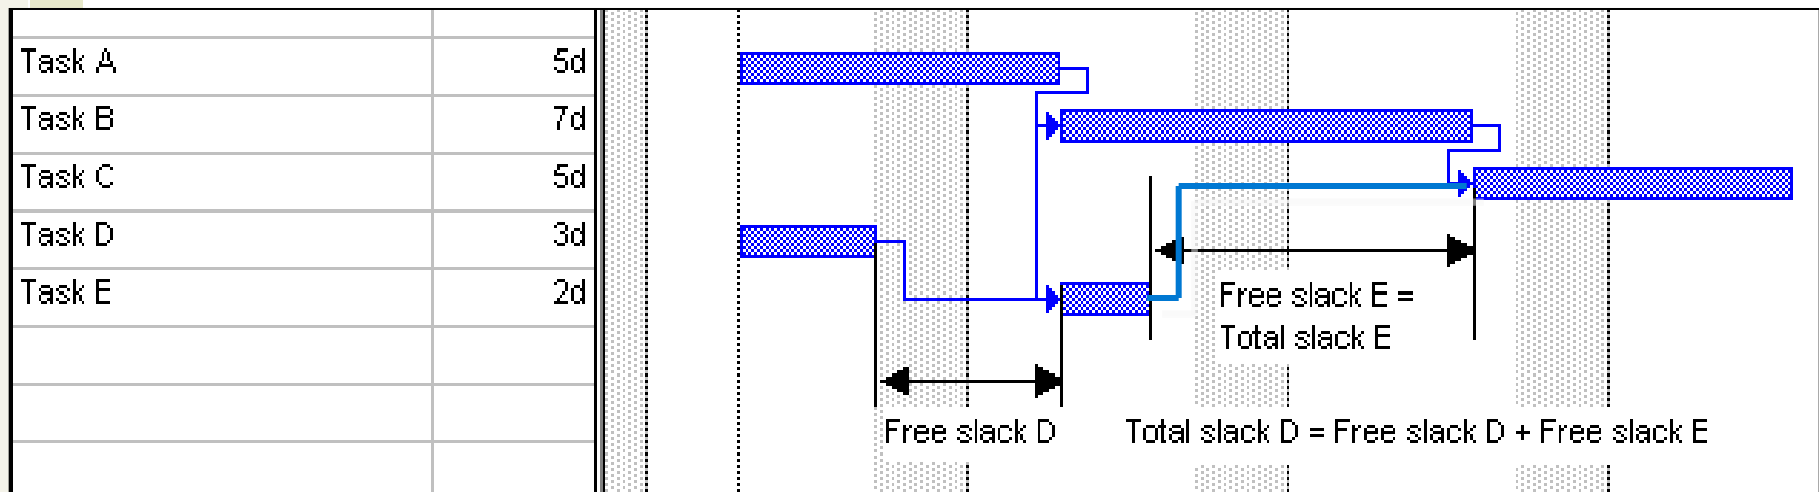 Task A 5d
Task B 7d
Task C 5d
Task D 3d
Task E 2d
Free slack E =
Total slack E
Free slack D
Total slack D = Free slack D + Free slack E